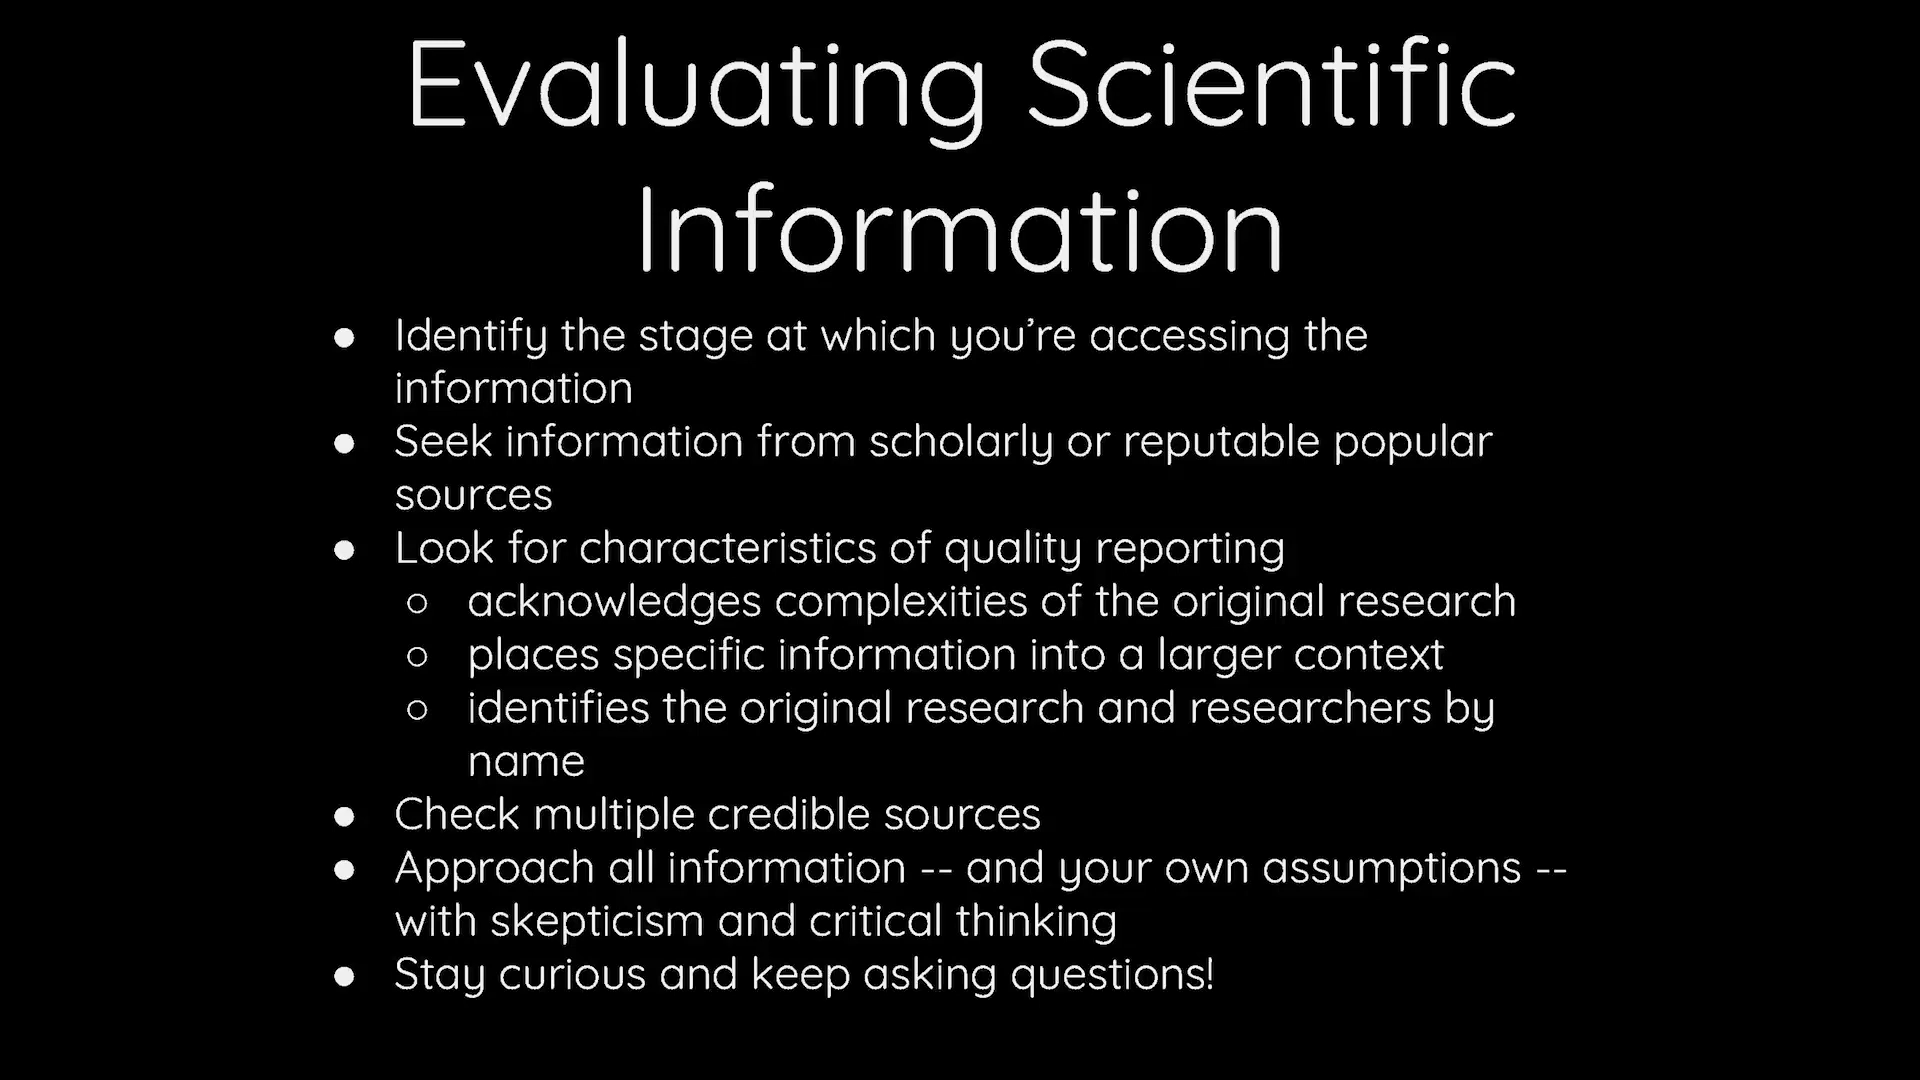 Evaluating Scientific
Information
● Identify the stage at which you’re accessing the
information
● Seek information from scholarly or reputable popular
sources
● Look for characteristics of quality reporting
○ acknowledges complexities of the original research
○ places specific information into a larger context
○ identifies the original research and researchers by
name
● Check multiple credible sources
● Approach all information -- and your own assumptions --
with skepticism and critical thinking
● Stay curious and keep asking questions!